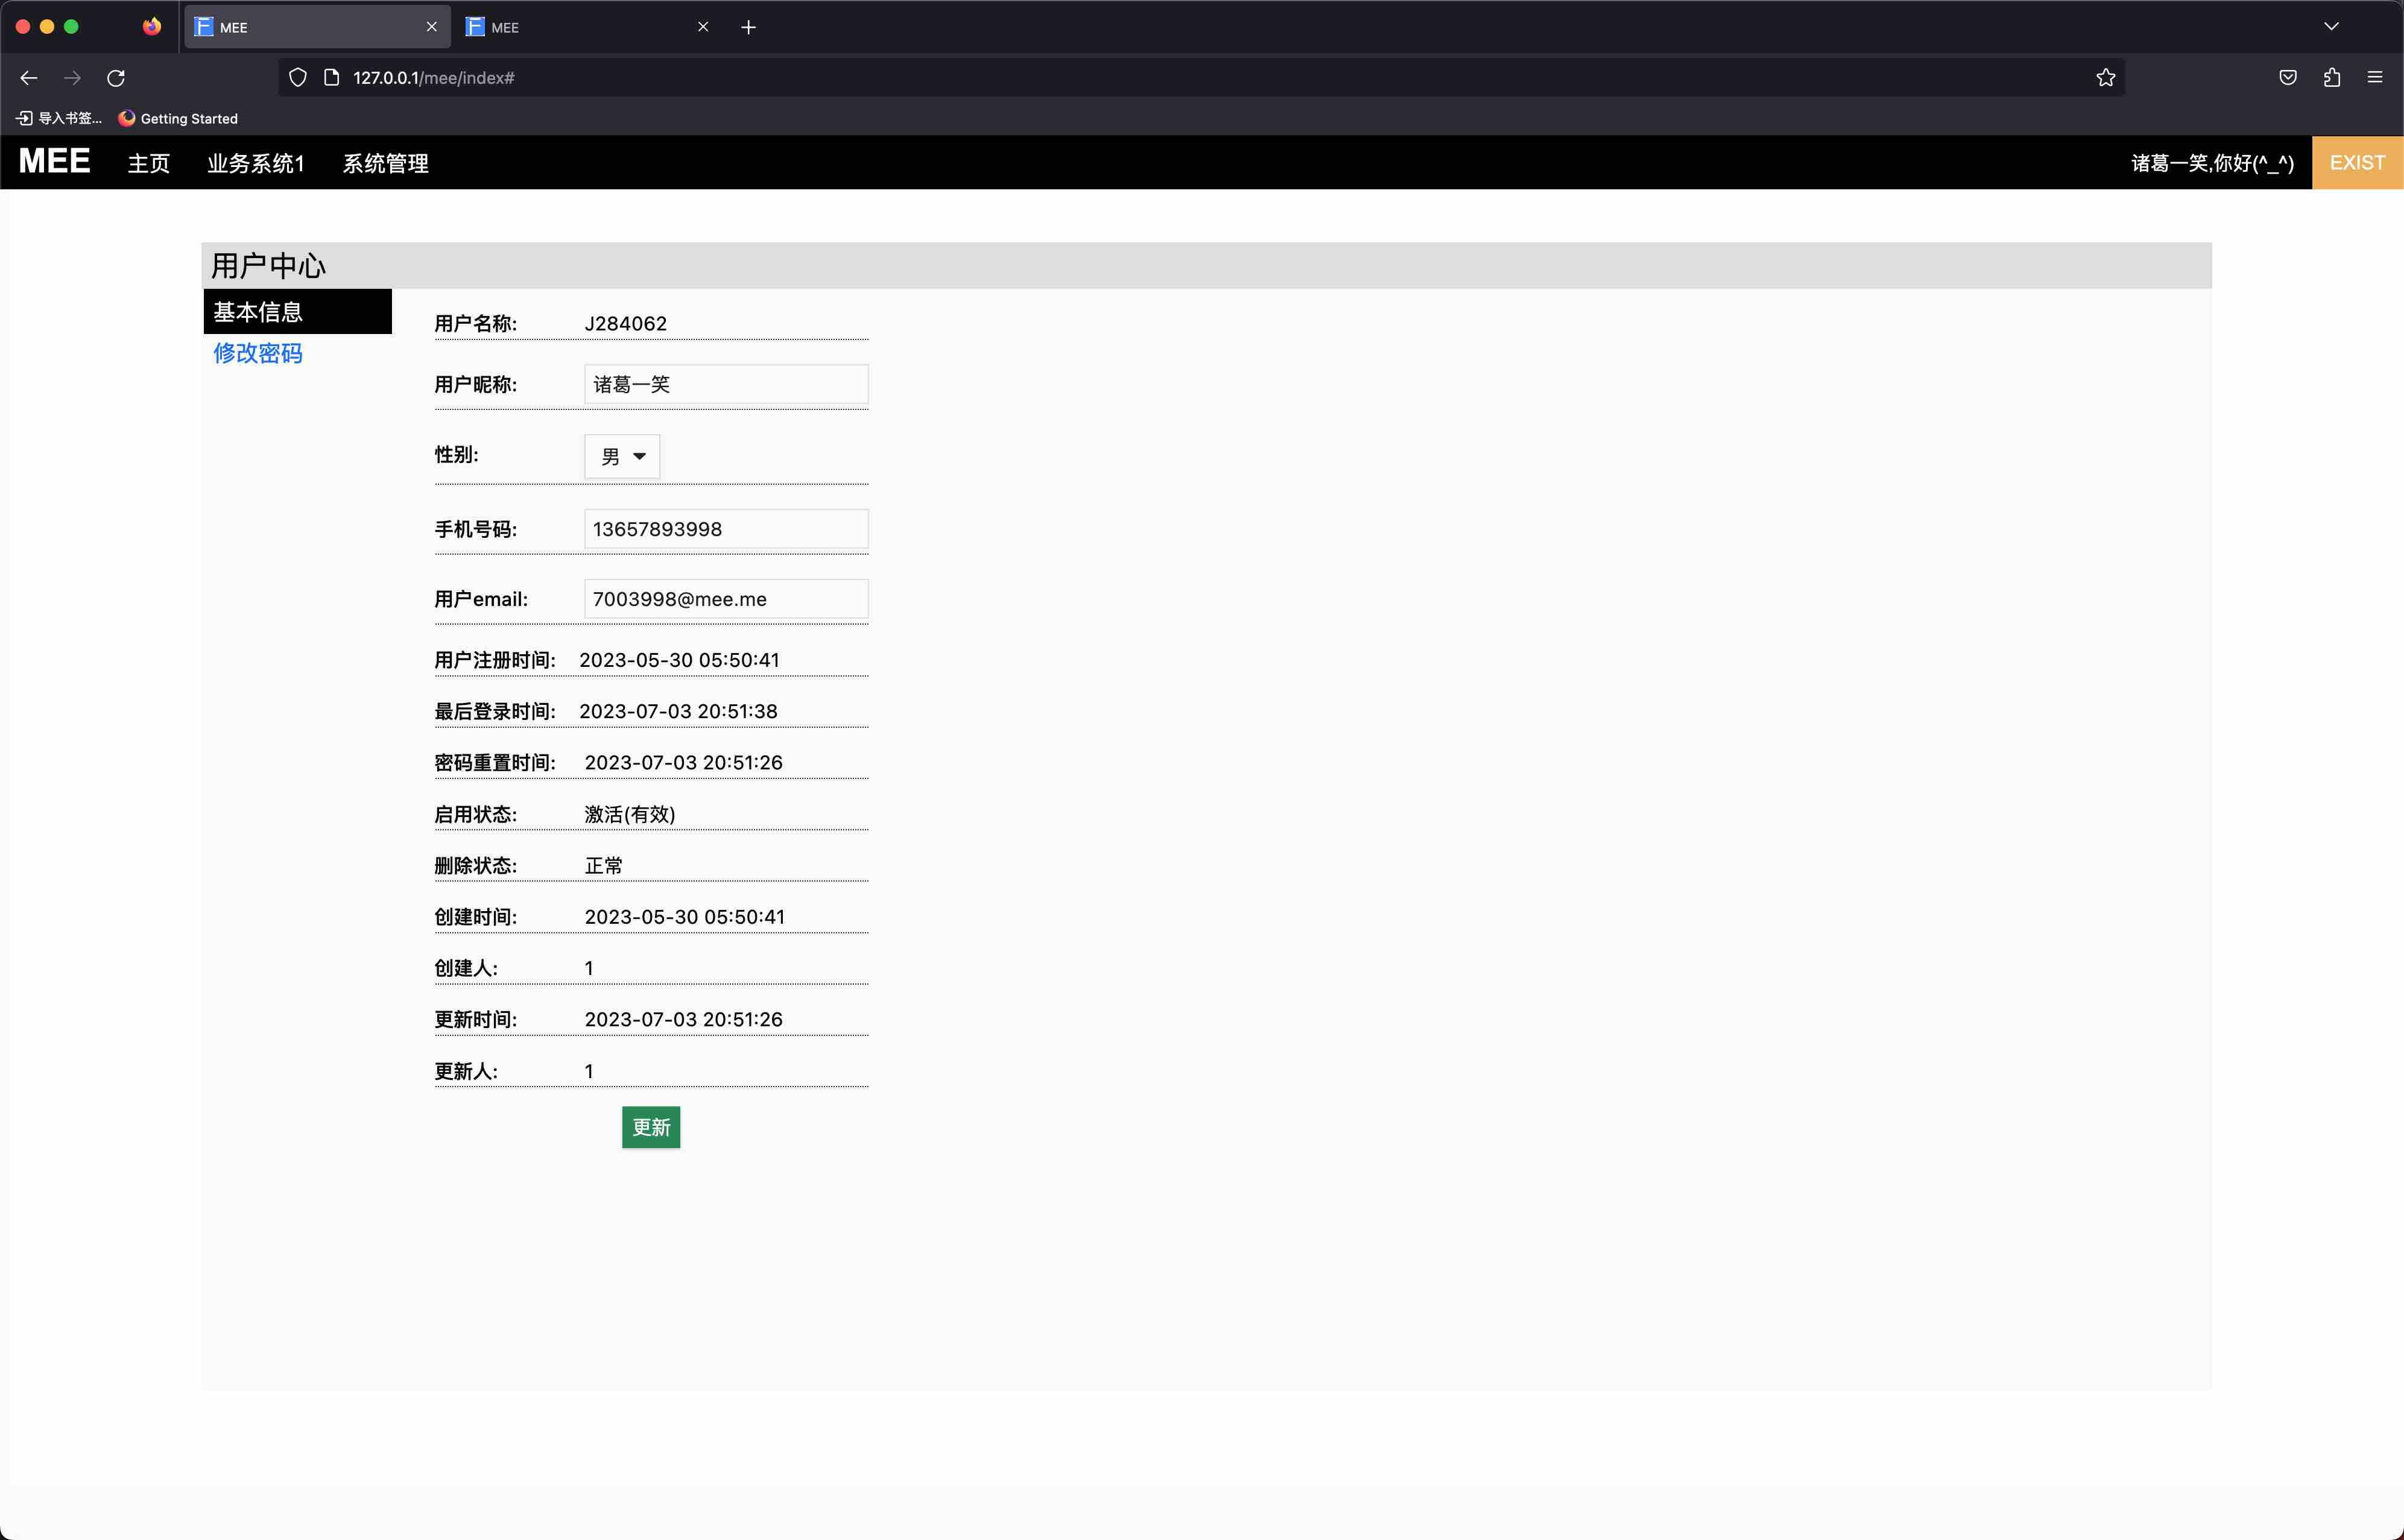 MEE
MEE
127.0.0.1/mee/index#
导入书签... Getting Started
MEE 主页 业务系统1 系统管理 诸葛一笑,你好(^_^) EXIST
用户中心
基本信息
修改密码
用户名称: J284062
用户昵称: 诸葛一笑
性别: 男
手机号码: 13657893998
用户email: 7003998@mee.me
用户注册时间: 2023-05-30 05:50:41
最后登录时间: 2023-07-03 20:51:38
密码重置时间: 2023-07-03 20:51:26
启用状态: 激活(有效)
删除状态: 正常
创建时间: 2023-05-30 05:50:41
创建人: 1
更新时间: 2023-07-03 20:51:26
更新人: 1
更新